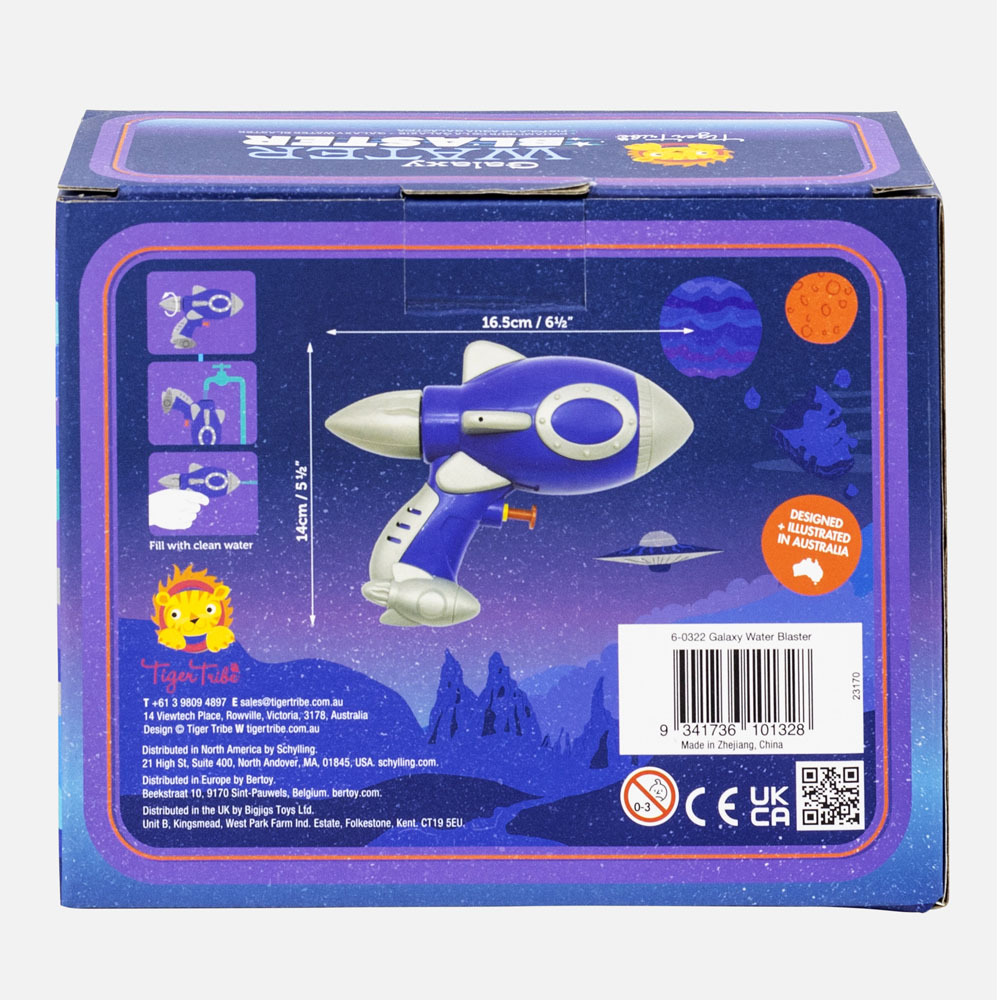 Galaxy
WATER
BLASTER
Tiger Tribe
16.5cm / 6½"
14cm / 5 ½"
Fill with clean water
DESIGNED
+ ILLUSTRATED
IN AUSTRALIA
Tiger Tribe
T +61 3 9809 4897 E sales@tigertribe.com.au
14 Viewtech Place, Rowville, Victoria, 3178, Australia
Design © Tiger Tribe W tigertribe.com.au
Distributed in North America by Schylling.
21 High St, Suite 400, North Andover, MA, 01845, USA. schylling.com.
Distributed in Europe by Bertoy.
Beekstraat 10, 9170 Sint-Pauwels, Belgium. bertoy.com.
Distributed in the UK by Bigjigs Toys Ltd.
Unit B, Kingsmead, West Park Farm Ind. Estate, Folkestone, Kent. CT19 5EU.
6-0322 Galaxy Water Blaster
9 341736 101328
Made in Zhejiang, China
23170
0-3
CE
UK
CA